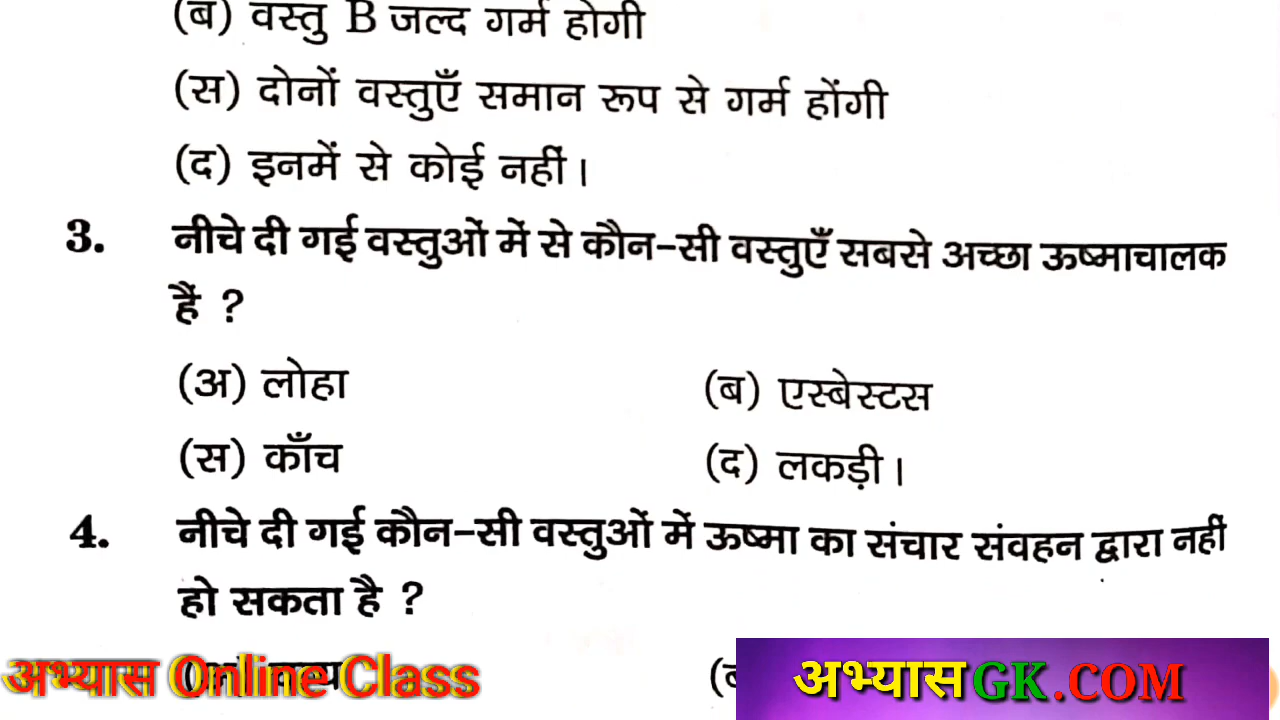 (ब) वस्तु B जल्द गर्म होगी
(स) दोनों वस्तुएँ समान रूप से गर्म होंगी
(द) इनमें से कोई नहीं।
3. नीचे दी गई वस्तुओं में से कौन-सी वस्तुएँ सबसे अच्छा ऊष्माचालक
हैं ?
(अ) लोहा (ब) एस्बेस्टस
(स) काँच (द) लकड़ी।
4. नीचे दी गई कौन-सी वस्तुओं में ऊष्मा का संचार संवहन द्वारा नहीं
हो सकता है ?
अभ्यास Online Class
अभ्यास GK.COM